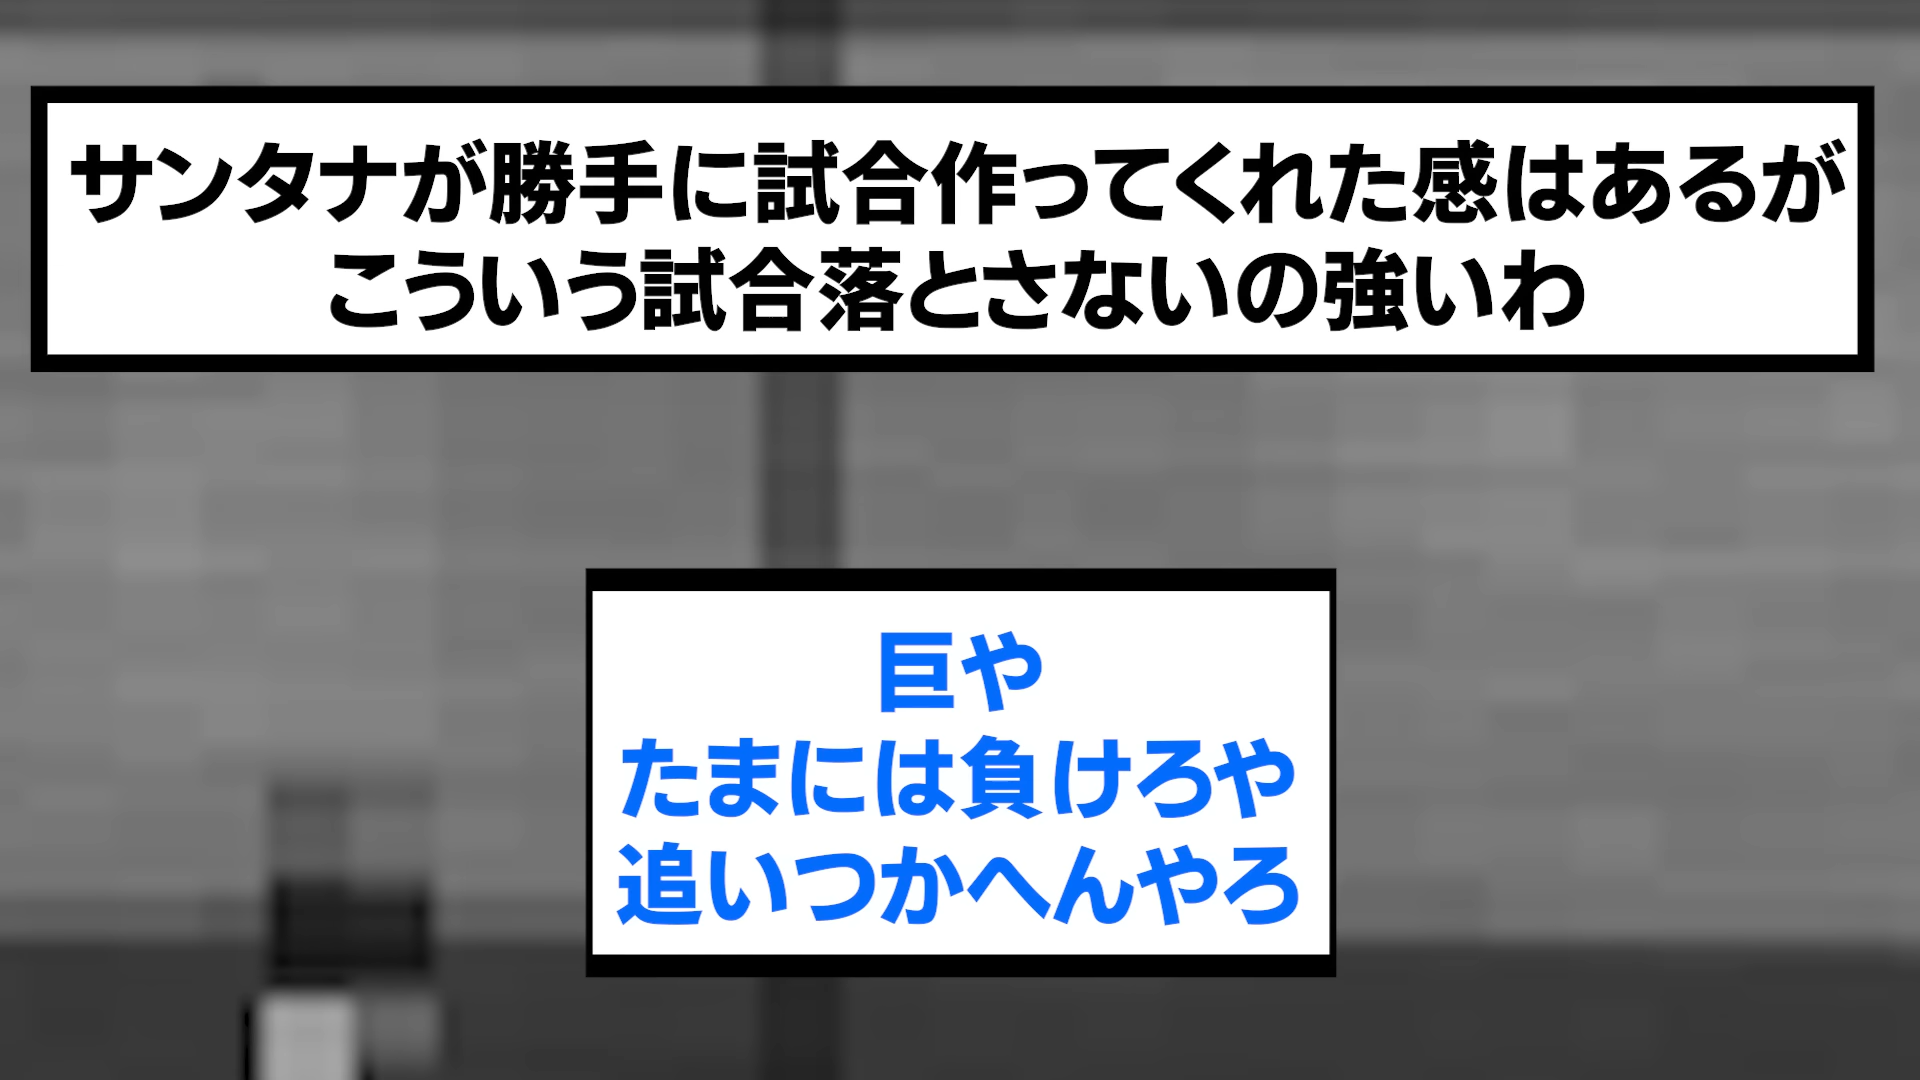 サンタナが勝手に試合作ってくれた感はあるが
こういう試合落とさないの強いわ
巨や
たまには負けろや
追いつかへんやろ